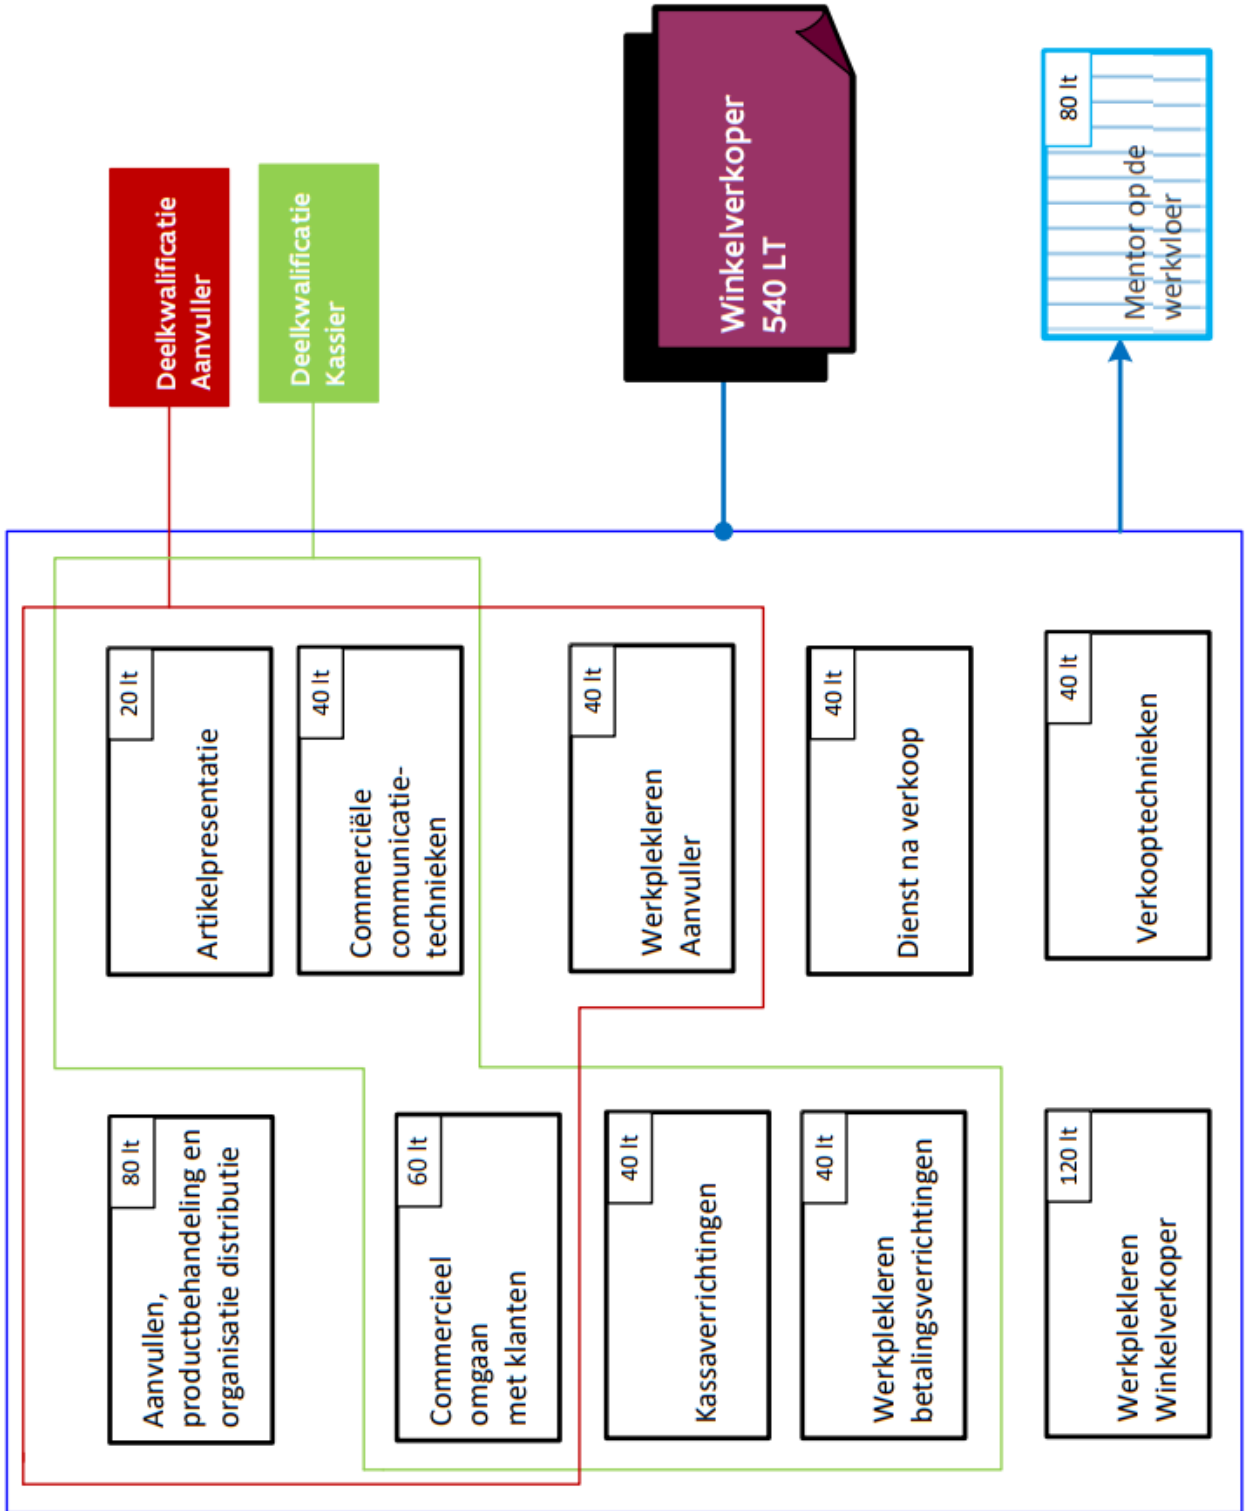 Aanvullen,
productbehandeling en
organisatie distributie
80 lt
Artikelpresentatie
20 lt
Deelkwalificatie
Aanvuller
Commerciële
communicatie-
technieken
40 lt
Deelkwalificatie
Kassier
Commercieel
omgaan
met klanten
60 lt
Werkplekleren
Aanvuller
40 lt
Kassaverrichtingen
40 lt
Winkelverkoper
540 LT
Werkplekleren
betalingsverrichtingen
40 lt
Dienst na verkoop
40 lt
Werkplekleren
Winkelverkoper
120 lt
Verkooptechnieken
40 lt
Mentor op de
werkvloer
80 lt